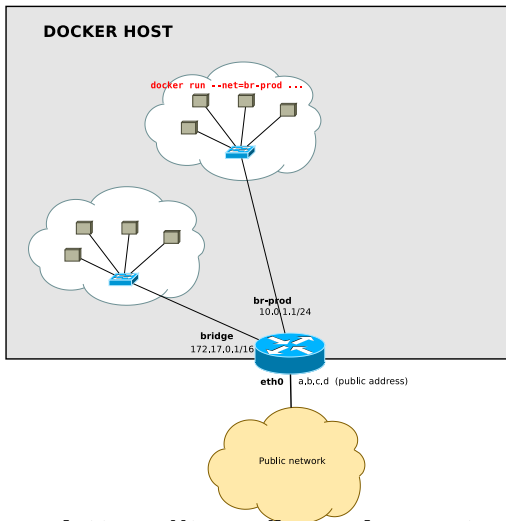 DOCKER HOST
docker run --net=br-prod ...
br-prod
10.0.1.1/24
bridge
172,17,0,1/16
eth0 a,b,c,d (public address)
Public network